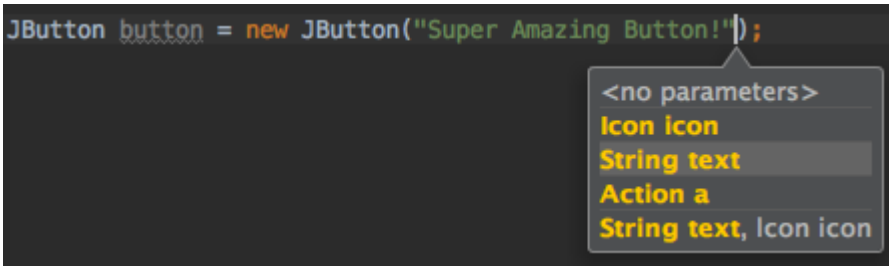 JButton button = new JButton("Super Amazing Button!");
<no parameters>
Icon icon
String text
Action a
String text, Icon icon